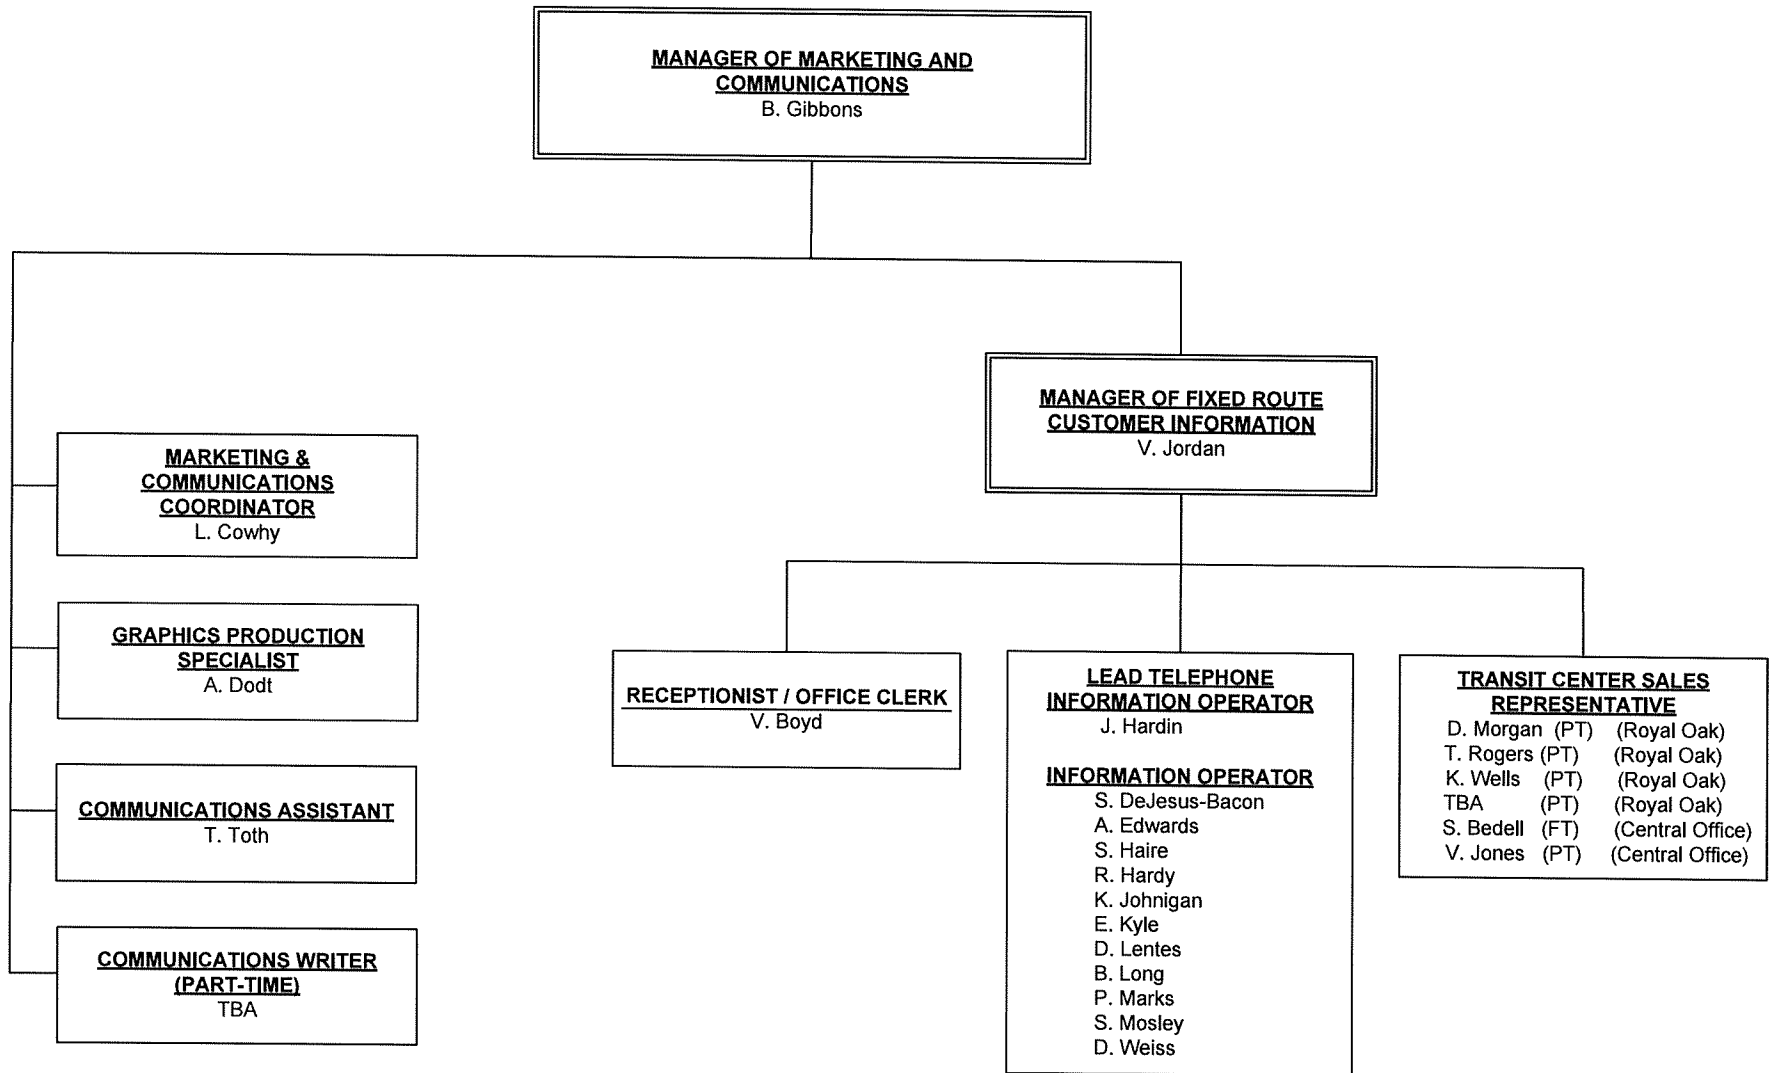 MANAGER OF MARKETING AND
COMMUNICATIONS
B. Gibbons
MARKETING &
COMMUNICATIONS
COORDINATOR
L. Cowhy
GRAPHICS PRODUCTION
SPECIALIST
A. Dodt
COMMUNICATIONS ASSISTANT
T. Toth
COMMUNICATIONS WRITER
(PART-TIME)
TBA
MANAGER OF FIXED ROUTE
CUSTOMER INFORMATION
V. Jordan
RECEPTIONIST / OFFICE CLERK
V. Boyd
LEAD TELEPHONE
INFORMATION OPERATOR
J. Hardin
INFORMATION OPERATOR
S. DeJesus-Bacon
A. Edwards
S. Haire
R. Hardy
K. Johnigan
E. Kyle
D. Lentes
B. Long
P. Marks
S. Mosley
D. Weiss
TRANSIT CENTER SALES
REPRESENTATIVE
D. Morgan (PT) (Royal Oak)
T. Rogers (PT) (Royal Oak)
K. Wells (PT) (Royal Oak)
TBA (PT) (Royal Oak)
S. Bedell (FT) (Central Office)
V. Jones (PT) (Central Office)